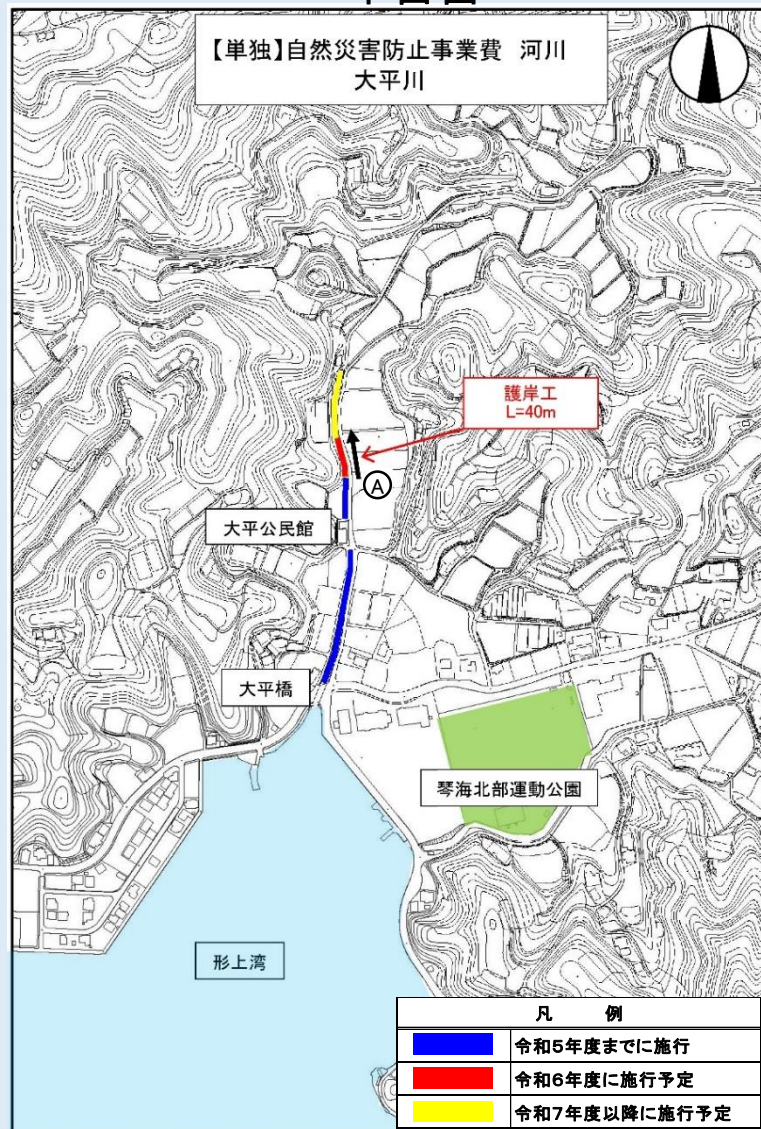 【単独】自然災害防止事業費 河川
大平川
護岸工
L=40m
A
大平公民館
大平橋
琴海北部運動公園
形上湾
凡 例
令和5年度までに施行
令和6年度に施行予定
令和7年度以降に施行予定